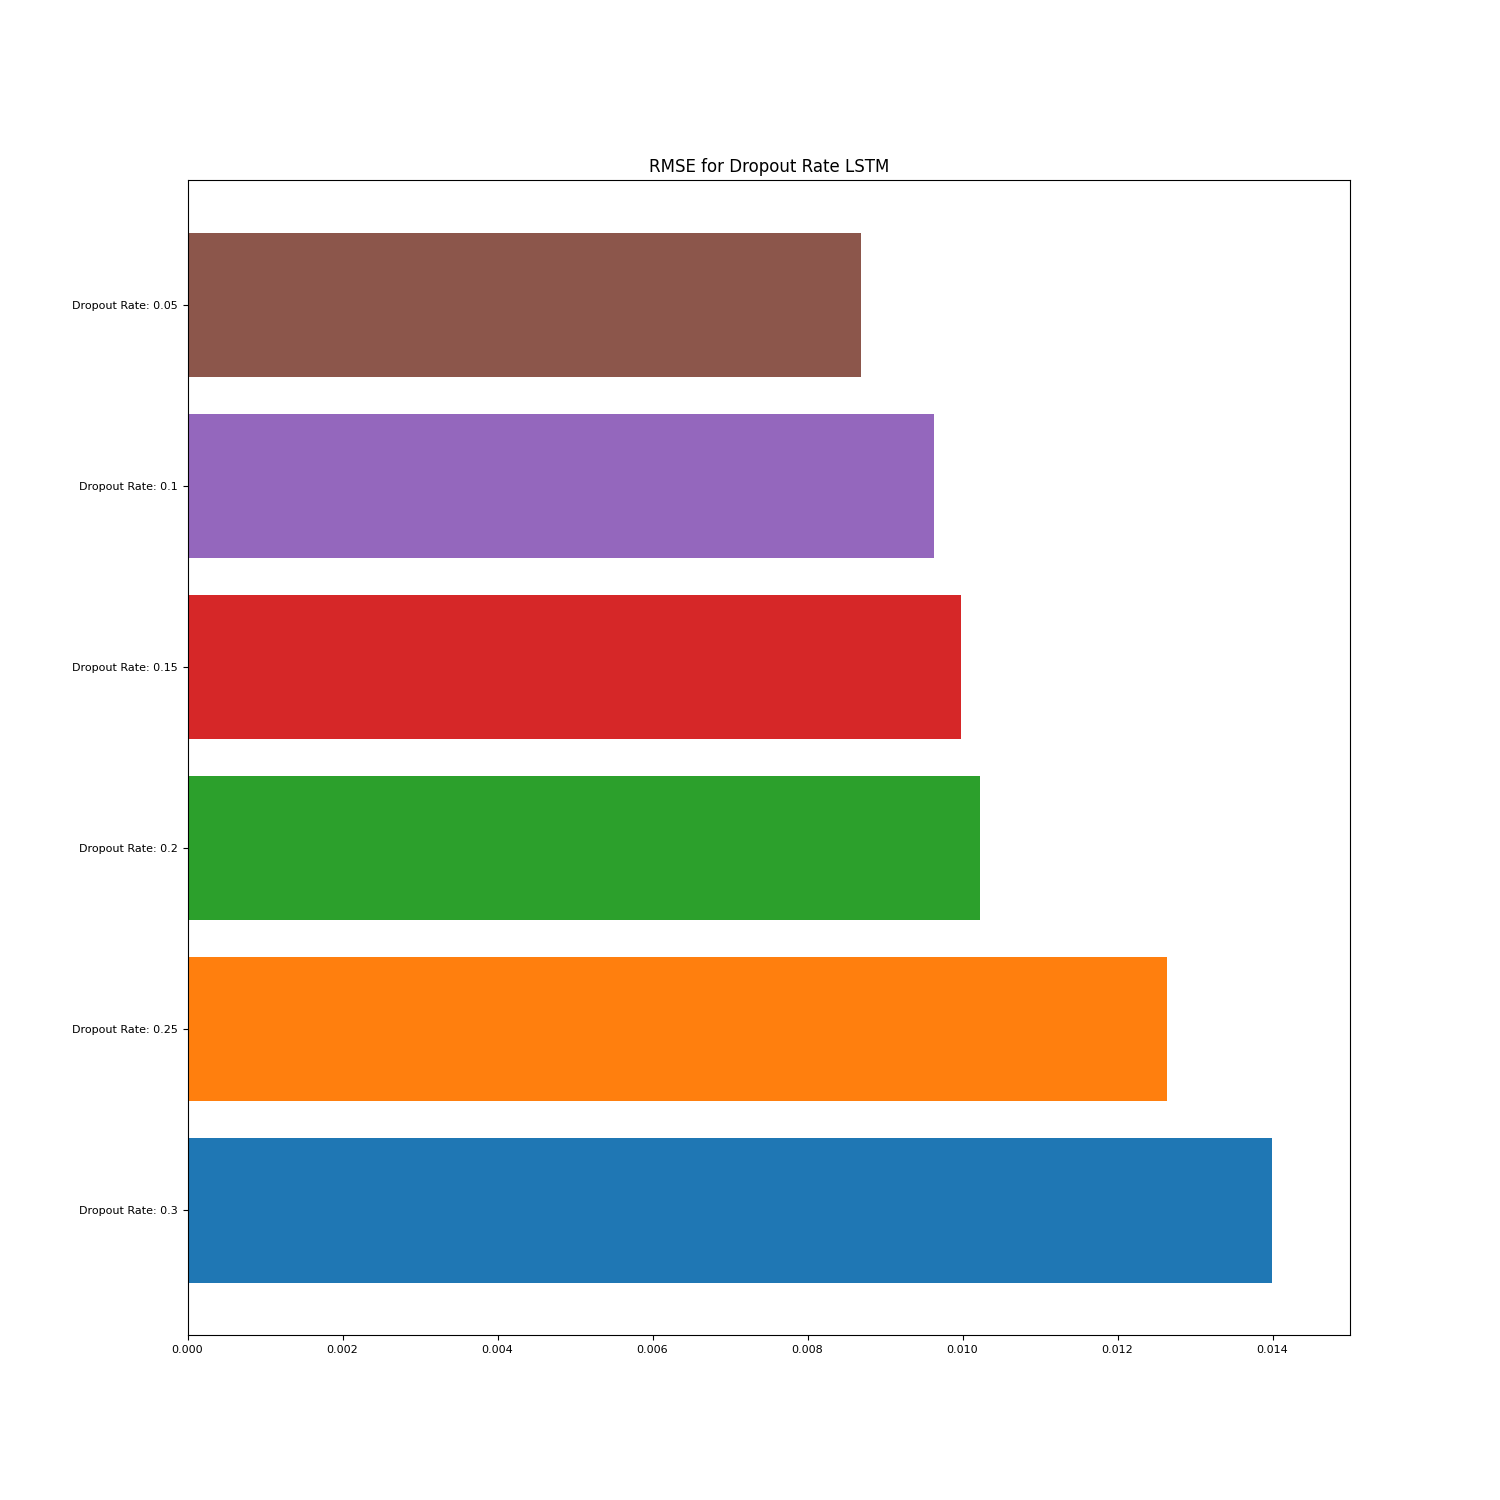 RMSE for Dropout Rate LSTM
Dropout Rate: 0.05
Dropout Rate: 0.1
Dropout Rate: 0.15
Dropout Rate: 0.2
Dropout Rate: 0.25
Dropout Rate: 0.3
0.000 0.002 0.004 0.006 0.008 0.010 0.012 0.014